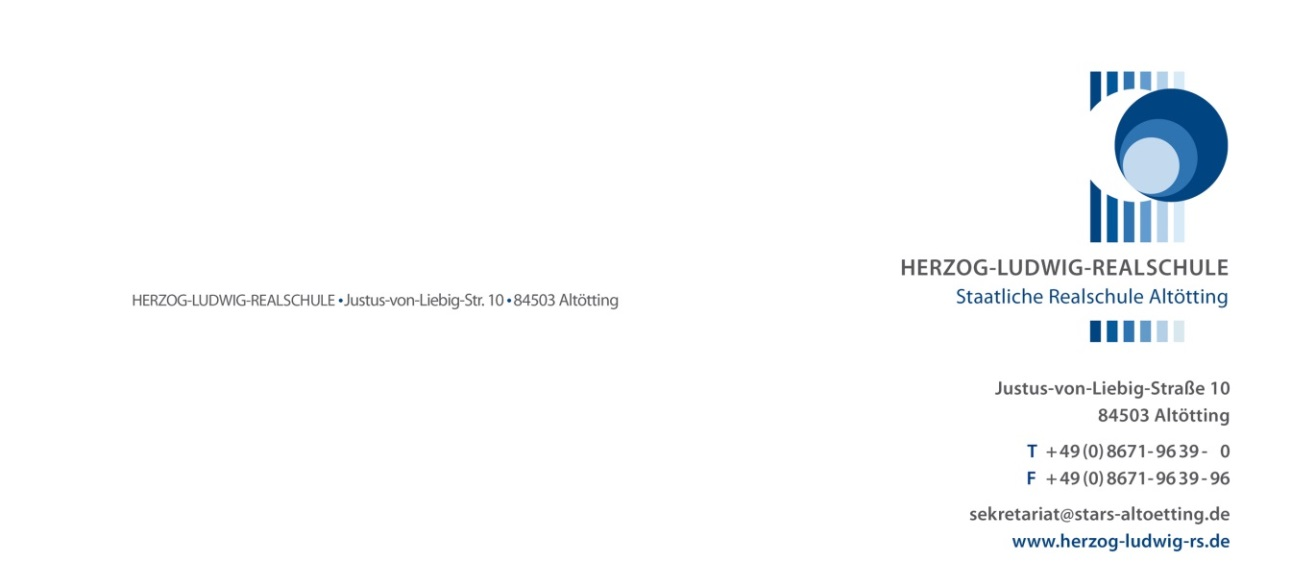 HERZOG-LUDWIG-REALSCHULE
Staatliche Realschule Altötting
HERZOG-LUDWIG-REALSCHULE • Justus-von-Liebig-Str. 10 • 84503 Altötting
Justus-von-Liebig-Straße 10
84503 Altötting
T +49(0)8671-9639- 0
F +49(0)8671-9639-96
sekretariat@stars-altoetting.de
www.herzog-ludwig-rs.de